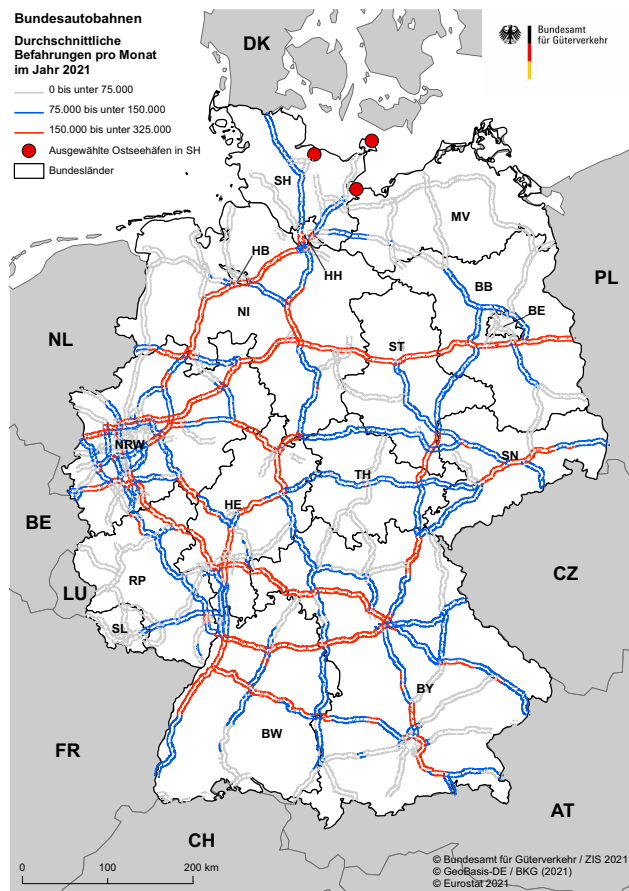 Bundesautobahnen
Durchschnittliche
Befahrungen pro Monat
im Jahr 2021
0 bis unter 75.000
75.000 bis unter 150.000
150.000 bis unter 325.000
Ausgewählte Ostseehäfen in SH
Bundesländer
Bundesamt
für Güterverkehr
DK
SH
MV
HB
HH
PL
BB
BE
NI
NL
ST
NRW
SN
TH
HE
BE
RP
LU
CZ
SL
BY
BW
FR
AT
CH
0 100 200 km
© Bundesamt für Güterverkehr / ZIS 2021
© GeoBasis-DE / BKG (2021)
© Eurostat 2021